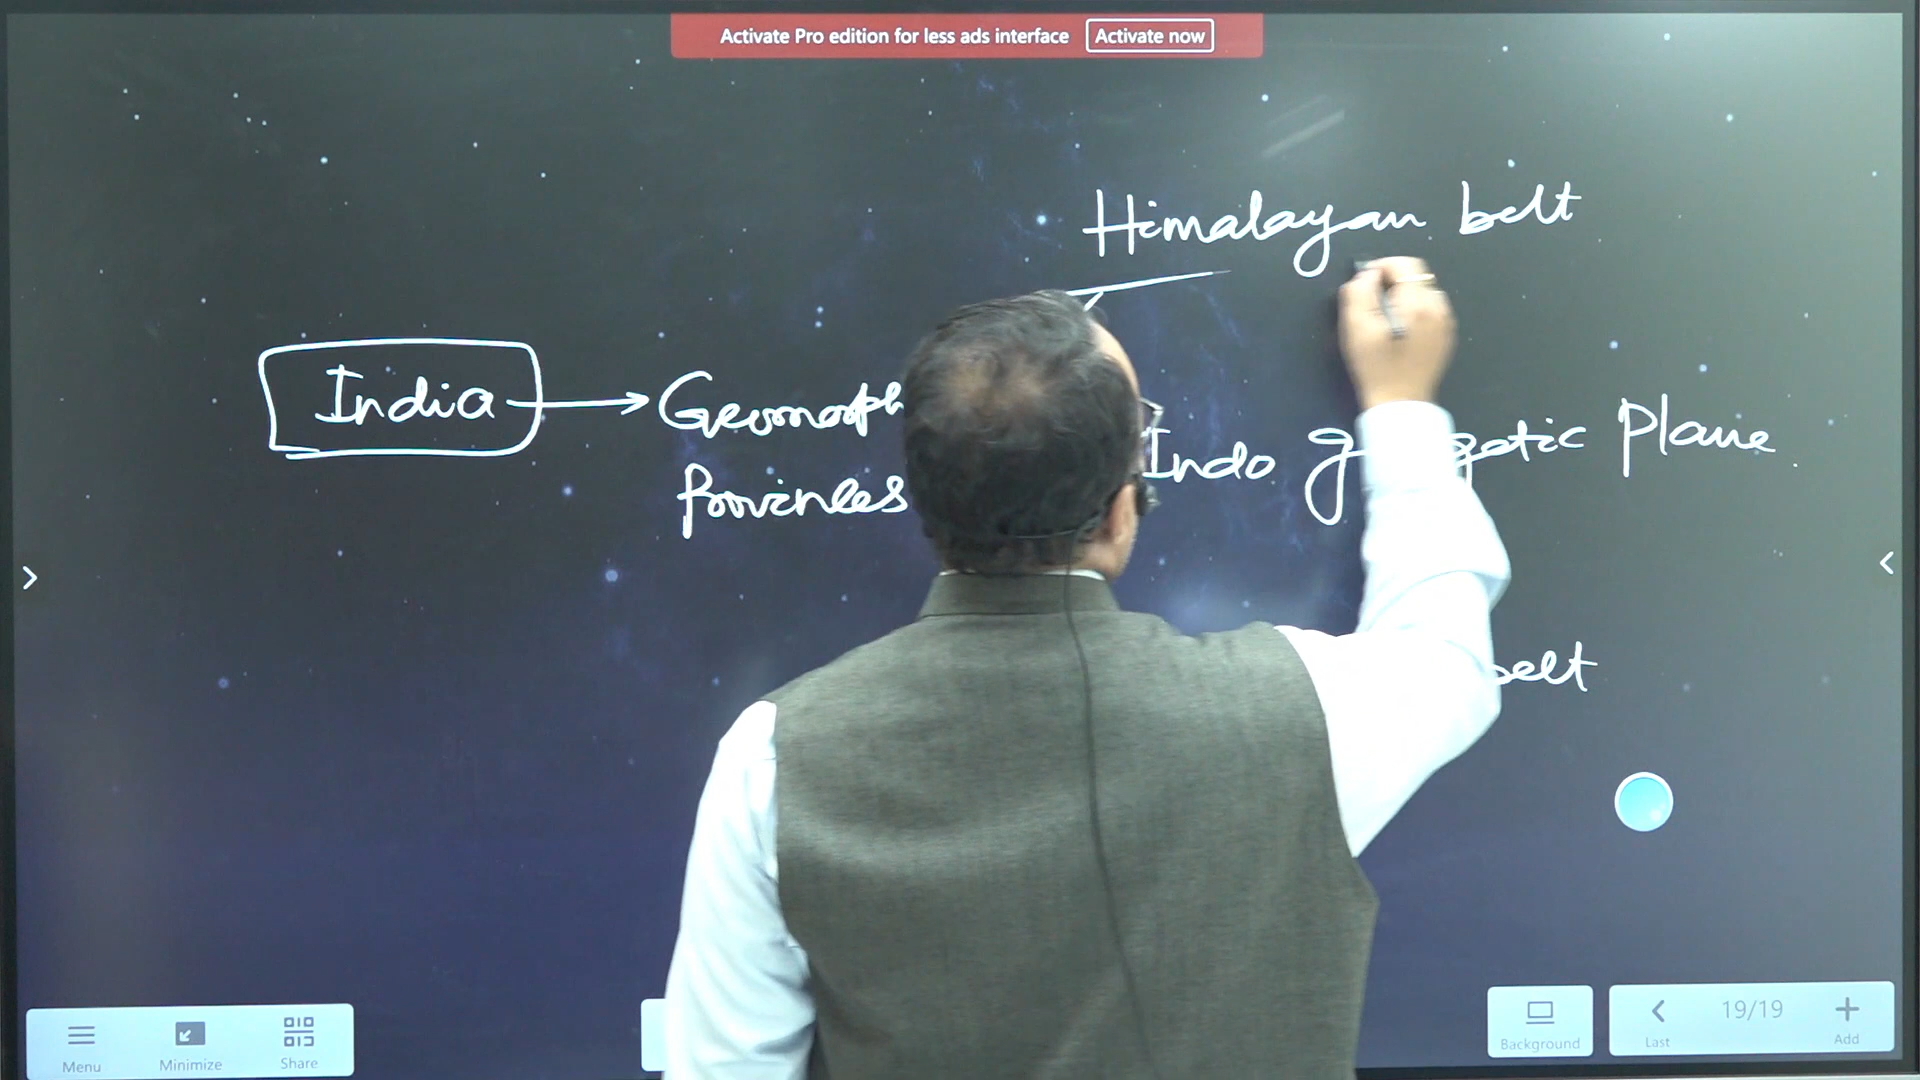 Activate Pro edition for less ads interface
Activate now
Himalayan belt
India
Provinces
Indo
Plane
belt
Menu
Minimize
Share
Background
Last
19/19
Add